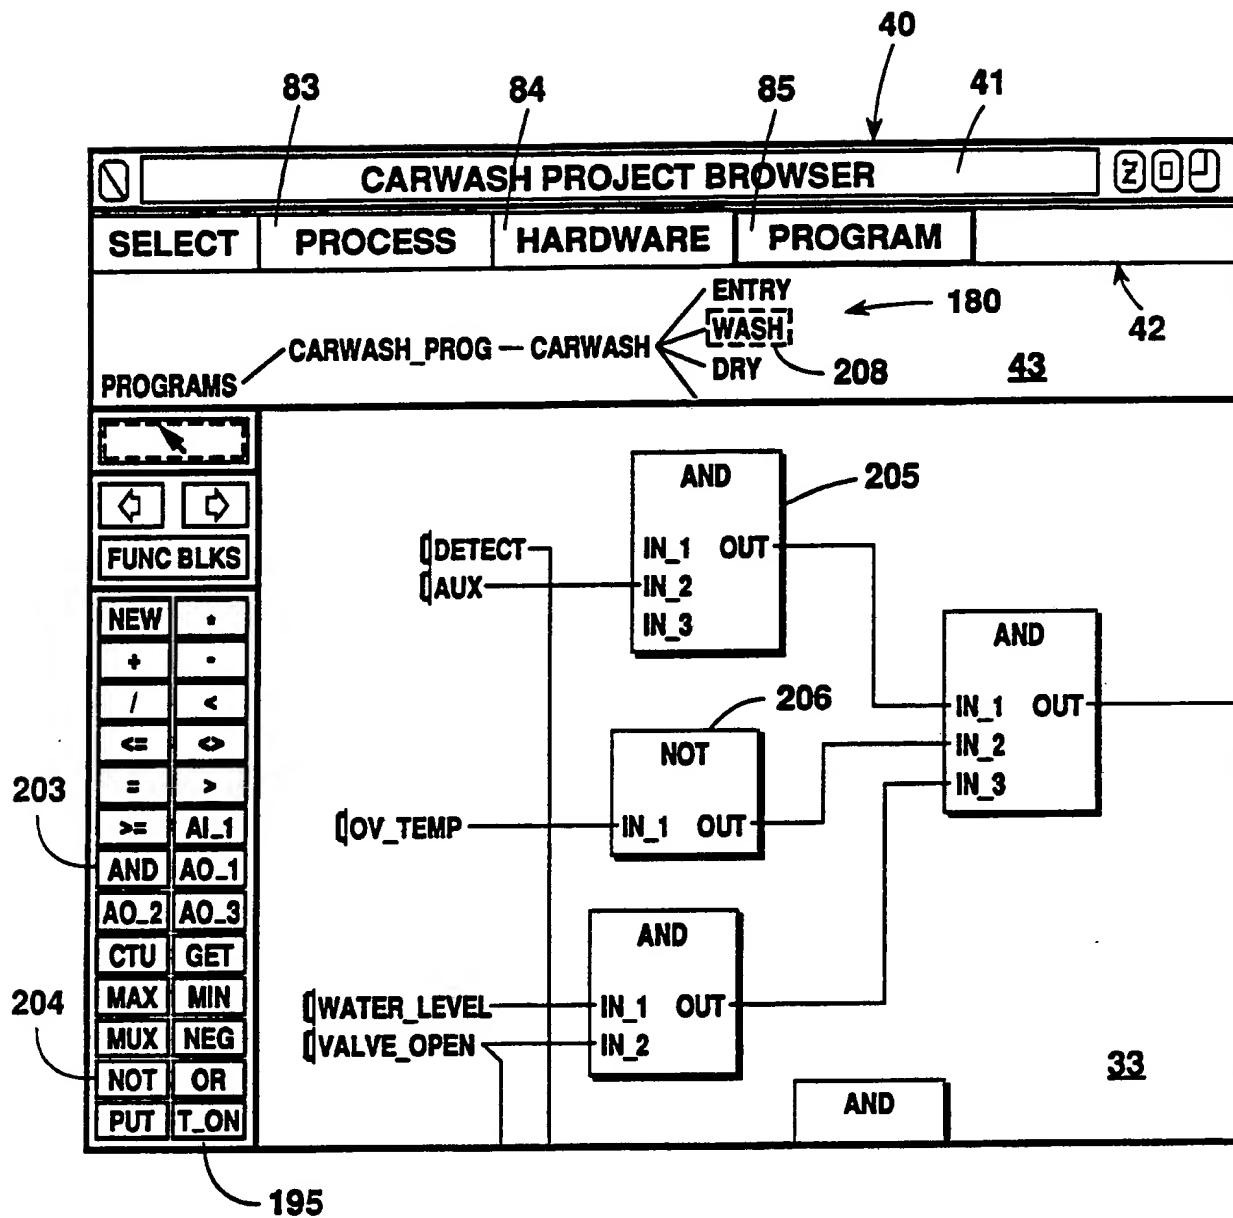 40
83 84 85 41
CARWASH PROJECT BROWSER
SELECT PROCESS HARDWARE PROGRAM
42
180
ENTRY
WASH
208
DRY
PROGRAMS CARWASH_PROG CARWASH
43
FUNC BLKS
NEW *
+ -
/ <
<= <>
= >
>= AI_1
AND AO_1
AO_2 AO_3
CTU GET
MAX MIN
MUX NEG
NOT OR
PUT T_ON
203
204
195
AND
205
DETECT
AUX
IN_1 OUT
IN_2
IN_3
NOT
206
OV_TEMP
IN_1 OUT
AND
WATER_LEVEL
VALVE_OPEN
IN_1 OUT
IN_2
AND
IN_1 OUT
IN_2
IN_3
AND
33